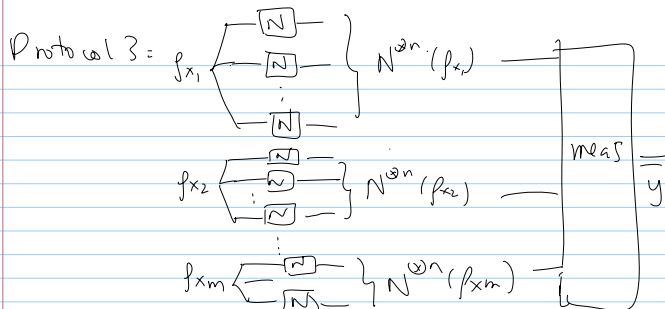 Protocol 3 =
ρx₁ N N ⋮ N N^{⊗n}(ρx₁)
ρx₂ N N ⋮ N N^{⊗n}(ρx₂)
⋮
meas y
ρxm N N N^{⊗n}(ρxm)